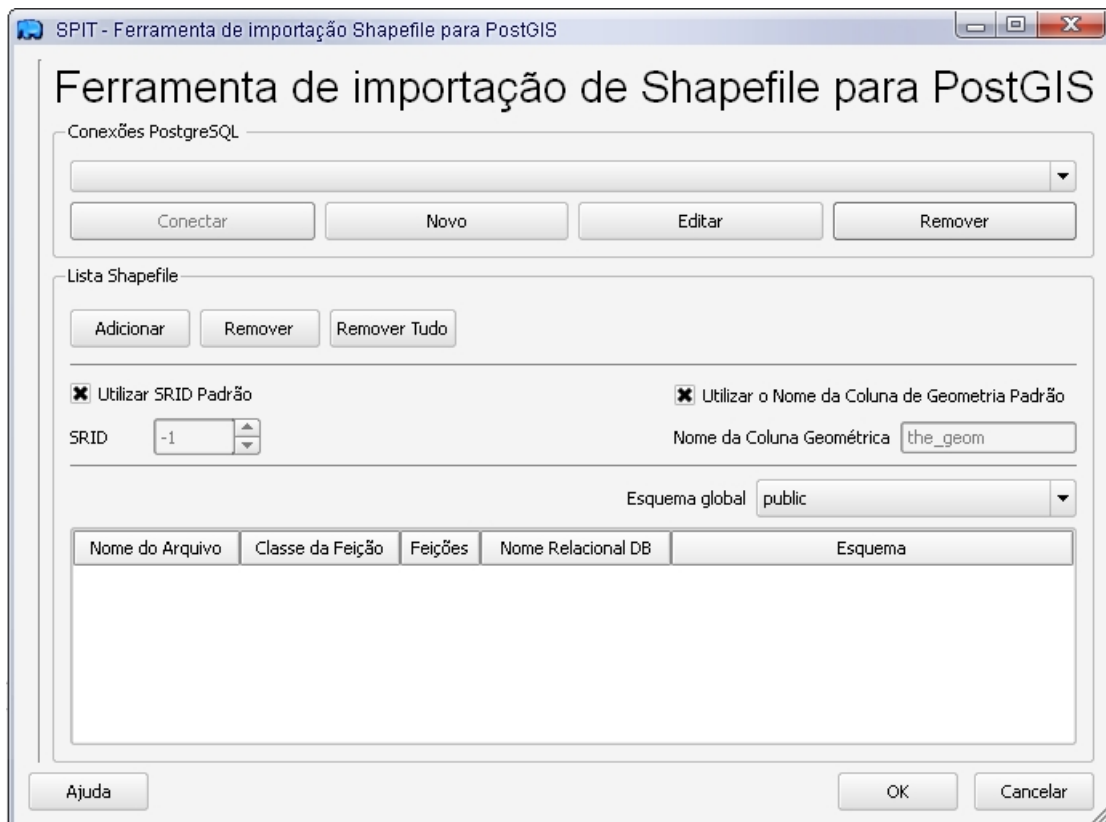 SPIT - Ferramenta de importação Shapefile para PostGIS
Ferramenta de importação de Shapefile para PostGIS
Conexões PostgreSQL
Conectar Novo Editar Remover
Lista Shapefile
Adicionar Remover Remover Tudo
Utilizar SRID Padrão Utilizar o Nome da Coluna de Geometria Padrão
SRID -1 Nome da Coluna Geométrica the_geom
Esquema global public
Nome do Arquivo Classe da Feição Feições Nome Relacional DB Esquema
Ajuda OK Cancelar